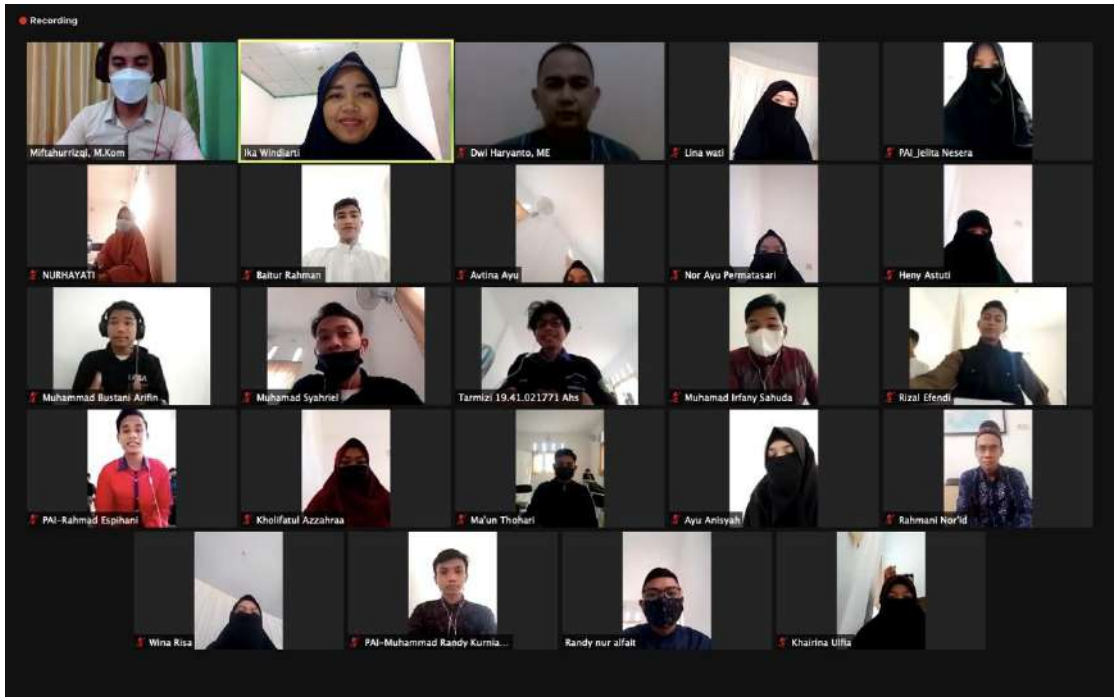 Recording
Miftahurrizqi, M.Kom
Ika Windiarti
Dwi Haryanto, ME
Lina wati
PAI_Jelita Nesera
NURHAYATI
Baitur Rahman
Avtina Ayu
Nor Ayu Permatasari
Heny Astuti
Muhammad Bustani Arifin
Muhamad Syahriel
Tarmizi 19.41.021771 Ahs
Muhamad Irfany Sahuda
Rizal Efendi
PAI-Rahmad Espihani
Kholifatul Azzahraa
Ma'un Thohari
Ayu Anisyah
Rahmani Nor'id
Wina Risa
PAI-Muhammad Randy Kurnia...
Randy nur alfait
Khairina Ulfia